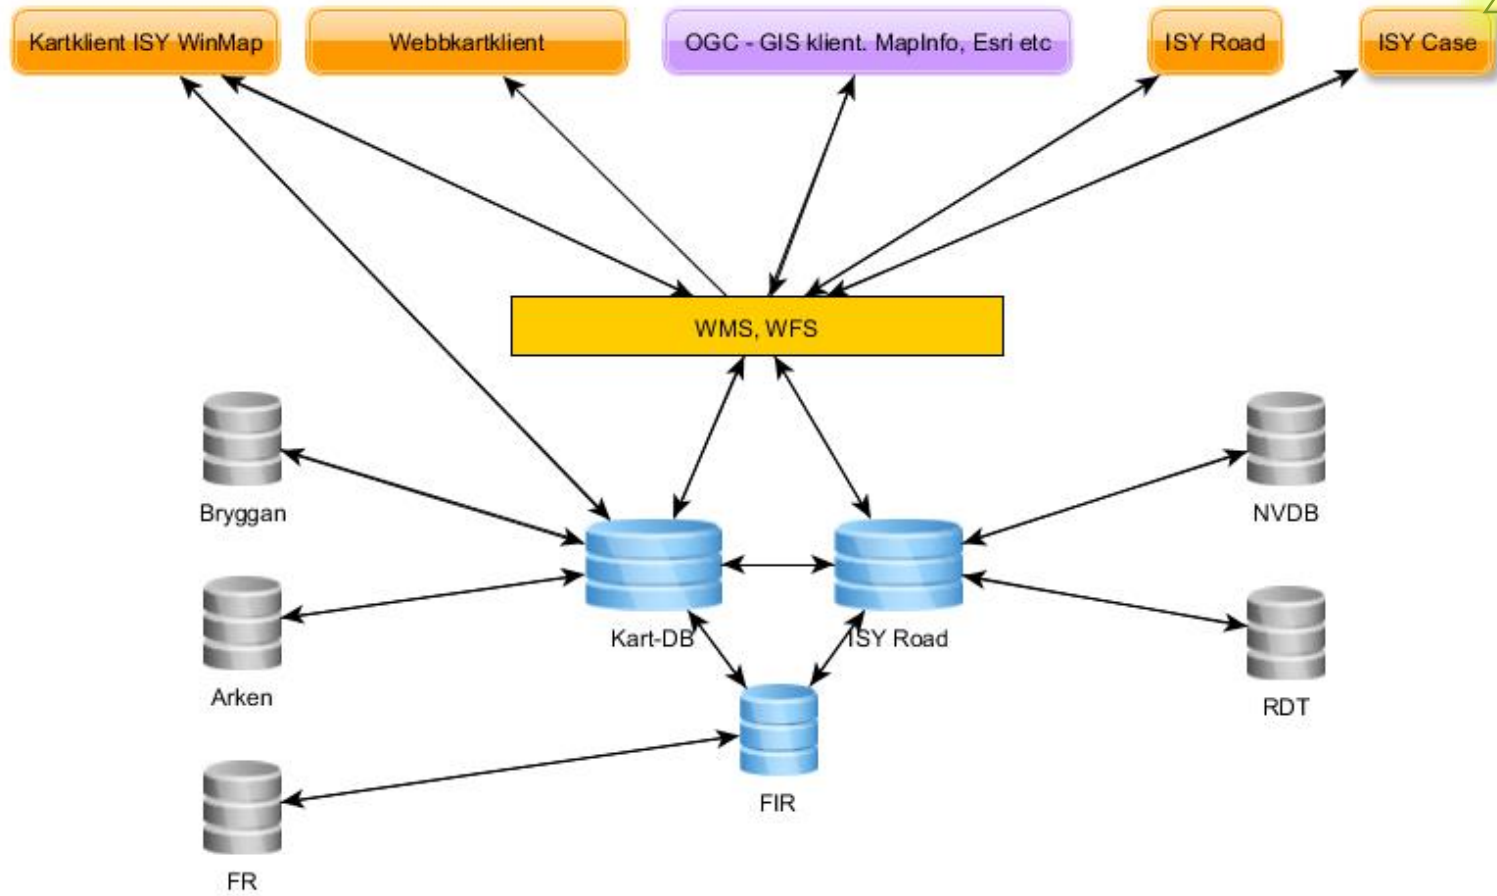 Kartklient ISY WinMap
Webbkartklient
OGC - GIS klient. MapInfo, Esri etc
ISY Road
ISY Case
WMS, WFS
Bryggan
NVDB
Kart-DB
ISY Road
Arken
RDT
FIR
FR